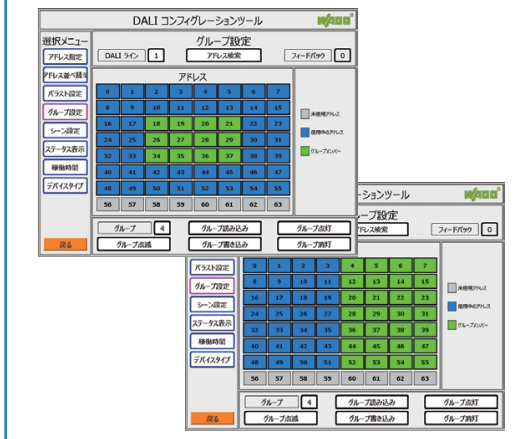 DALI コンフィグレーションツール
WAGO
選択メニュー
グループ設定
アドレス指定
DALI ライン 1 アドレス検索 フィードバック 0
アドレス並べ替え
アドレス
バラスト設定
グループ設定
シーン設定
ステータス表示
稼働時間
デバイスタイプ
0 1 2 3 4 5 6 7
8 9 10 11 12 13 14 15
16 17 18 19 20 21 22 23
24 25 26 27 28 29 30 31
32 33 34 35 36 37 38 39
40 41 42 43 44 45 46 47
48 49 50 51 52 53 54 55
56 57 58 59 60 61 62 63
未使用アドレス
使用中のアドレス
グループメンバー
グループ 4 グループ読み込み グループ点灯
戻る グループ点滅 グループ書き込み グループ消灯
ーションツール
WAGO
ープ設定
ドレス検索 フィードバック 0
バラスト設定
グループ設定
シーン設定
ステータス表示
稼働時間
デバイスタイプ
0 1 2 3 4 5 6 7
8 9 10 11 12 13 14 15
16 17 18 19 20 21 22 23
24 25 26 27 28 29 30 31
32 33 34 35 36 37 38 39
40 41 42 43 44 45 46 47
48 49 50 51 52 53 54 55
56 57 58 59 60 61 62 63
未使用アドレス
使用中のアドレス
グループメンバー
グループ 4 グループ読み込み グループ点灯
戻る グループ点滅 グループ書き込み グループ消灯